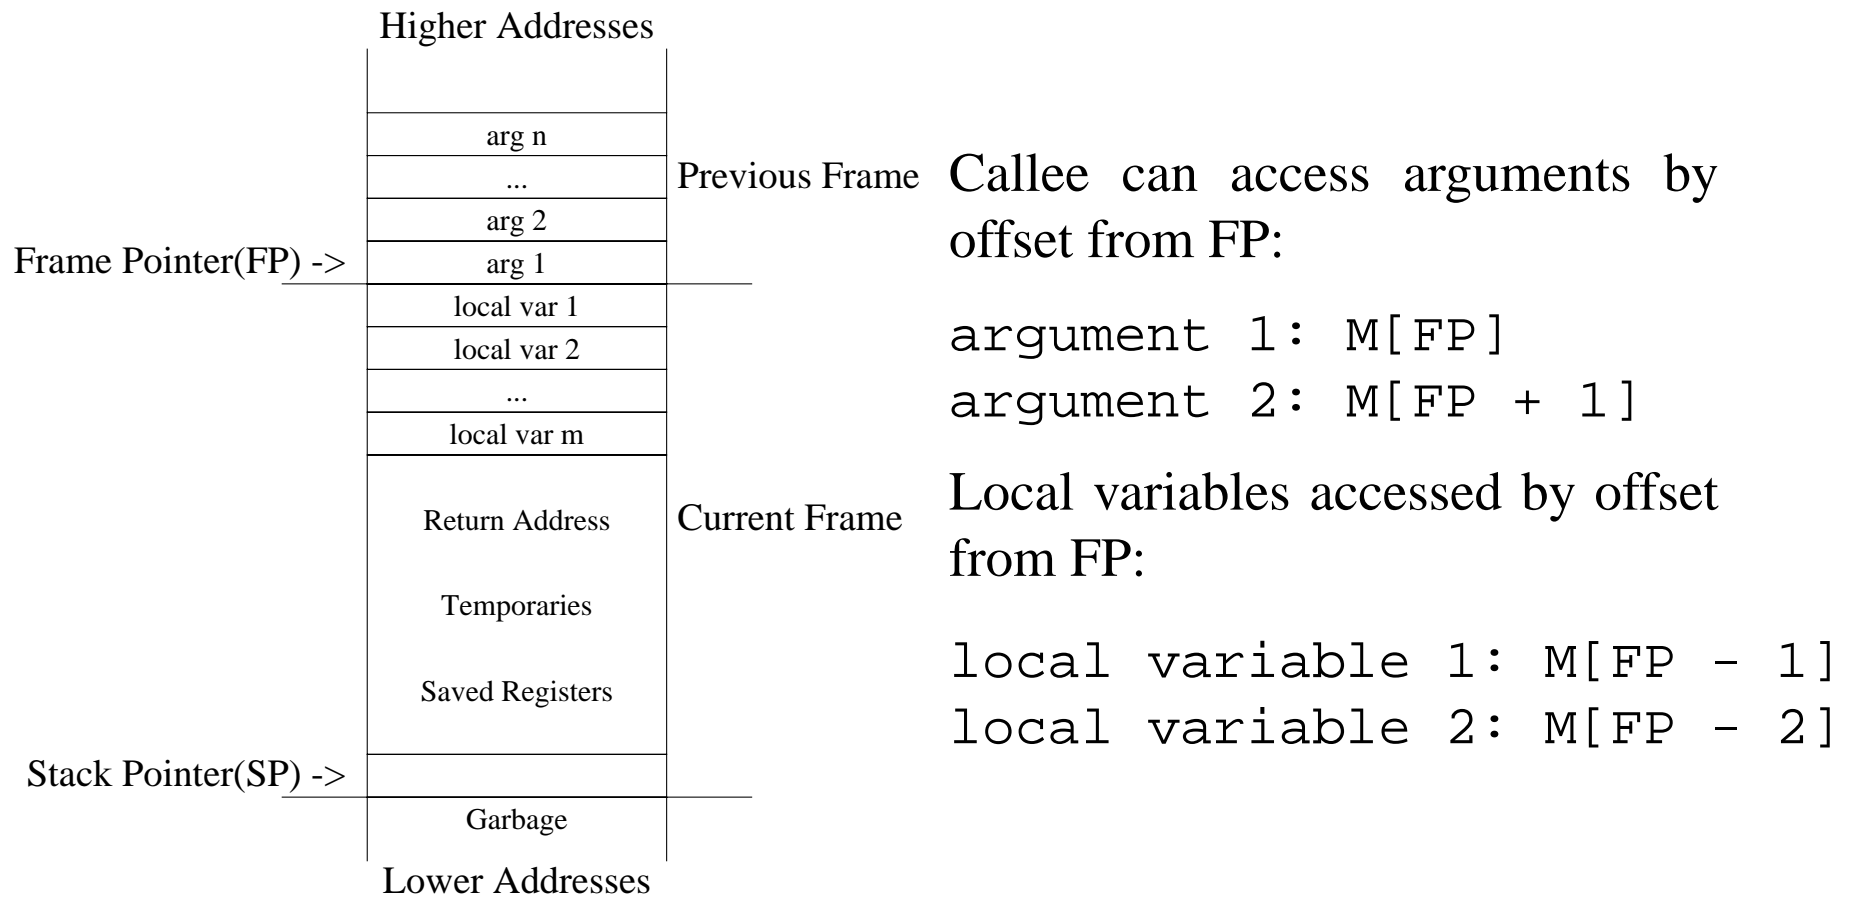 Higher Addresses
arg n
...
Previous Frame
arg 2
Frame Pointer(FP) ->
arg 1
local var 1
local var 2
...
local var m
Return Address
Current Frame
Temporaries
Saved Registers
Stack Pointer(SP) ->
Garbage
Lower Addresses
Callee can access arguments by
offset from FP:
argument 1: M[FP]
argument 2: M[FP + 1]
Local variables accessed by offset
from FP:
local variable 1: M[FP - 1]
local variable 2: M[FP - 2]